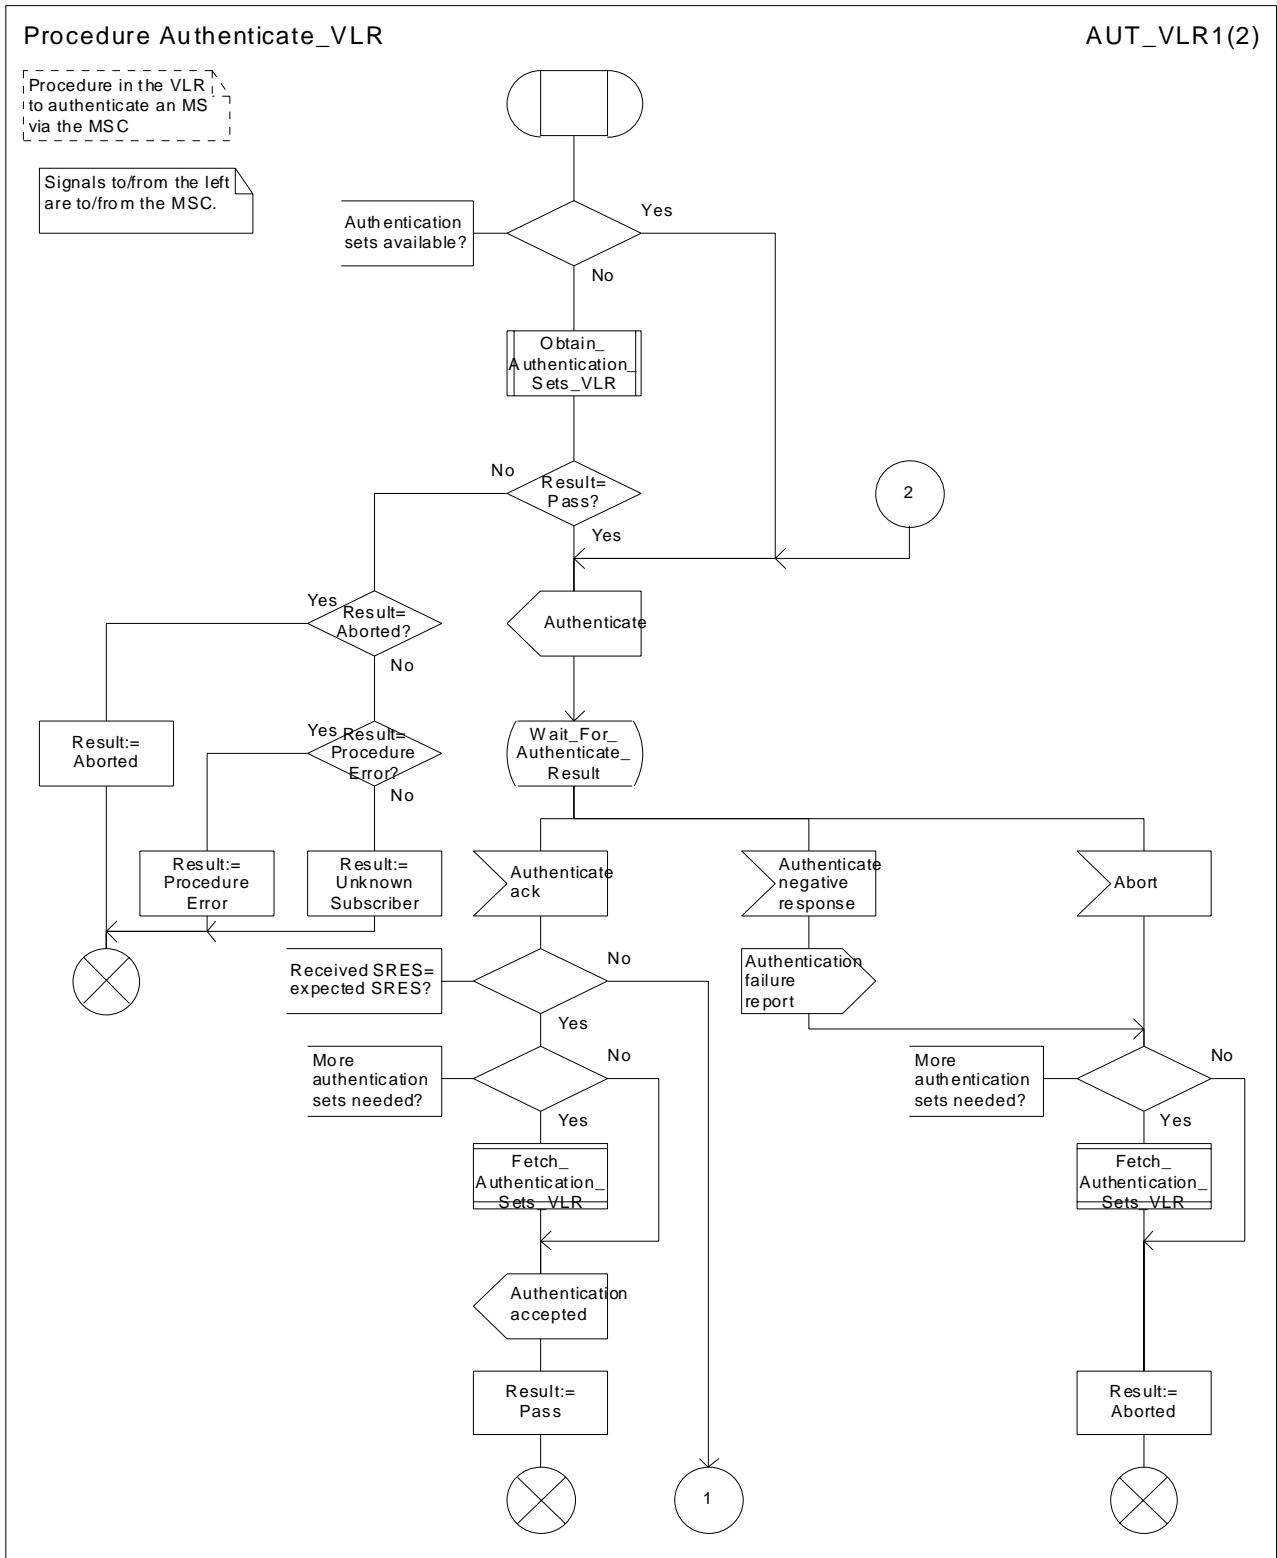 Procedure Authenticate_VLR
AUT_VLR1(2)
Procedure in the VLR
to authenticate an MS
via the MSC
Signals to/from the left
are to/from the MSC.
Authentication
sets available?
Yes
No
Obtain_
Authentication_
Sets_VLR
No
Result=
Pass?
Yes
2
Yes
Result=
Aborted?
No
Authenticate
Result:=
Aborted
Yes
Result=
Procedure
Error?
No
Wait_For_
Authenticate_
Result
Result:=
Procedure
Error
Result:=
Unknown
Subscriber
Authenticate
ack
Authenticate
negative
response
Abort
Received SRES=
expected SRES?
No
Yes
Authentication
failure
report
More
authentication
sets needed?
No
Yes
More
authentication
sets needed?
No
Yes
Fetch_
Authentication_
Sets_VLR
Fetch_
Authentication_
Sets_VLR
Authentication
accepted
Result:=
Pass
Result:=
Aborted
1